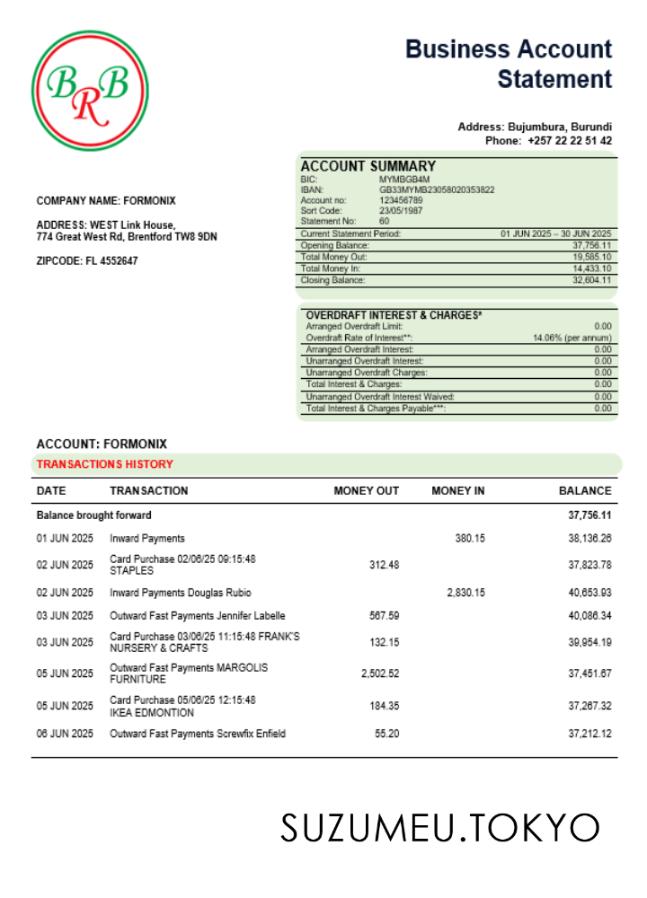 BRB
Business Account
Statement
Address: Bujumbura, Burundi
Phone: +257 22 22 51 42
COMPANY NAME: FORMONIX
ADDRESS: WEST Link House,
774 Great West Rd, Brentford TW8 9DN
ZIPCODE: FL 4552647
ACCOUNT SUMMARY
BIC: MYMBGB4M
IBAN: GB33MYMB23058020353822
Account no: 123456789
Sort Code: 23/05/1987
Statement No: 60
Current Statement Period: 01 JUN 2025 – 30 JUN 2025
Opening Balance: 37,756.11
Total Money Out: 19,585.10
Total Money In: 14,433.10
Closing Balance: 32,604.11
OVERDRAFT INTEREST & CHARGES*
Arranged Overdraft Limit: 0.00
Overdraft Rate of Interest**: 14.06% (per annum)
Arranged Overdraft Interest: 0.00
Unarranged Overdraft Interest: 0.00
Unarranged Overdraft Charges: 0.00
Total Interest & Charges: 0.00
Unarranged Overdraft Interest Waived: 0.00
Total Interest & Charges Payable***: 0.00
ACCOUNT: FORMONIX
TRANSACTIONS HISTORY
DATE TRANSACTION MONEY OUT MONEY IN BALANCE
Balance brought forward 37,756.11
01 JUN 2025 Inward Payments 380.15 38,136.26
02 JUN 2025 Card Purchase 02/06/25 09:15:48 312.48 37,823.78
STAPLES
02 JUN 2025 Inward Payments Douglas Rubio 2,830.15 40,653.93
03 JUN 2025 Outward Fast Payments Jennifer Labelle 567.59 40,086.34
03 JUN 2025 Card Purchase 03/06/25 11:15:48 FRANK'S 132.15 39,954.19
NURSERY & CRAFTS
05 JUN 2025 Outward Fast Payments MARGOLIS 2,502.52 37,451.67
FURNITURE
05 JUN 2025 Card Purchase 05/06/25 12:15:48 184.35 37,267.32
IKEA EDMONTION
06 JUN 2025 Outward Fast Payments Screwfix Enfield 55.20 37,212.12
SUZUMEU.TOKYO